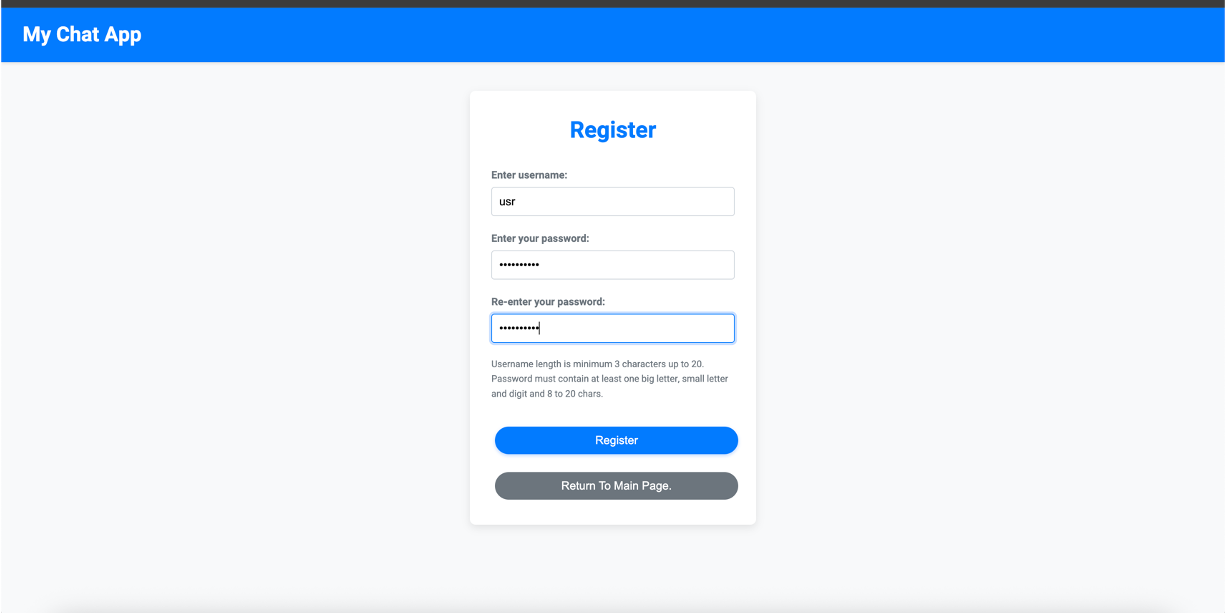 My Chat App
Register
Enter username:
usr
Enter your password:
••••••••••
Re-enter your password:
••••••••••
Username length is minimum 3 characters up to 20.
Password must contain at least one big letter, small letter
and digit and 8 to 20 chars.
Register
Return To Main Page.